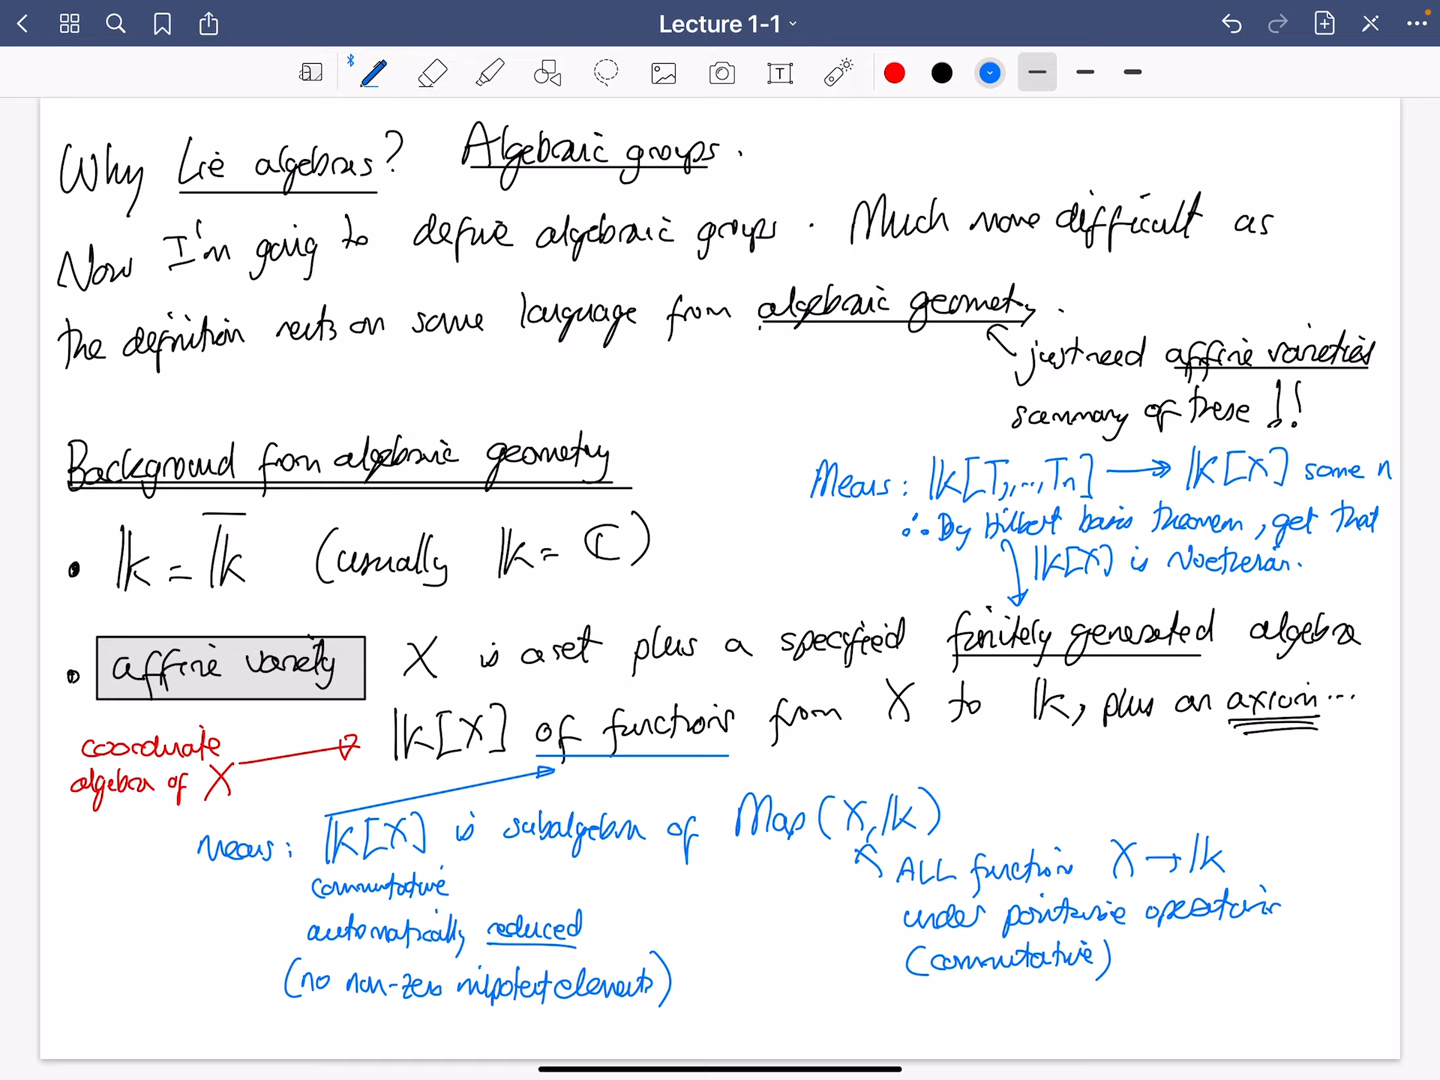 Lecture 1-1
Why Lie algebras? Algebraic groups.
Now I'm going to define algebraic groups. Much more difficult as
the definition rests on some language from algebraic geometry.
just need affine varieties
summary of these !!
Background from algebraic geometry
Means: 𝕜[T₁,...,Tₙ] ↠ 𝕜[X] some n
∴ By Hilbert basis theorem, get that
𝕜[X] is Noetherian.
• 𝕜 = 𝕜̅ (usually 𝕜 = ℂ)
• affine variety X is a set plus a specified finitely generated algebra
𝕜[X] of functions from X to 𝕜, plus an axiom...
coordinate
algebra of X
Means: 𝕜[X] is subalgebra of Map(X,𝕜)
commutative
automatically reduced
(no non-zero nilpotent elements)
ALL function X → 𝕜
under pointwise operations
(commutative)